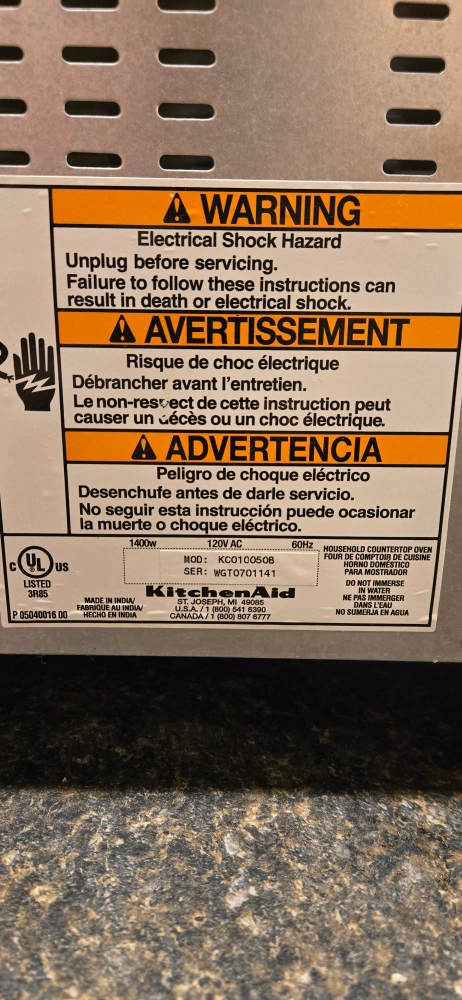 WARNING
Electrical Shock Hazard
Unplug before servicing.
Failure to follow these instructions can
result in death or electrical shock.
AVERTISSEMENT
Risque de choc électrique
Débrancher avant l'entretien.
Le non-respect de cette instruction peut
causer un décès ou un choc électrique.
ADVERTENCIA
Peligro de choque eléctrico
Desenchufe antes de darle servicio.
No seguir esta instrucción puede ocasionar
la muerte o choque eléctrico.
1400w 120V AC 60Hz
MOD: KCO1005OB
SER: WGT0701141
C UL US
LISTED
3R85
P 05040016 00
MADE IN INDIA/
FABRIQUÉ AU INDIA/
HECHO EN INDIA
KitchenAid
ST. JOSEPH, MI 49085
U.S.A. / 1 (800) 541 6390
CANADA / 1 (800) 807 6777
HOUSEHOLD COUNTERTOP OVEN
FOUR DE COMPTOIR DE CUISINE
HORNO DOMÉSTICO
PARA MOSTRADOR
DO NOT IMMERSE
IN WATER
NE PAS IMMERGER
DANS L'EAU
NO SUMERJA EN AGUA